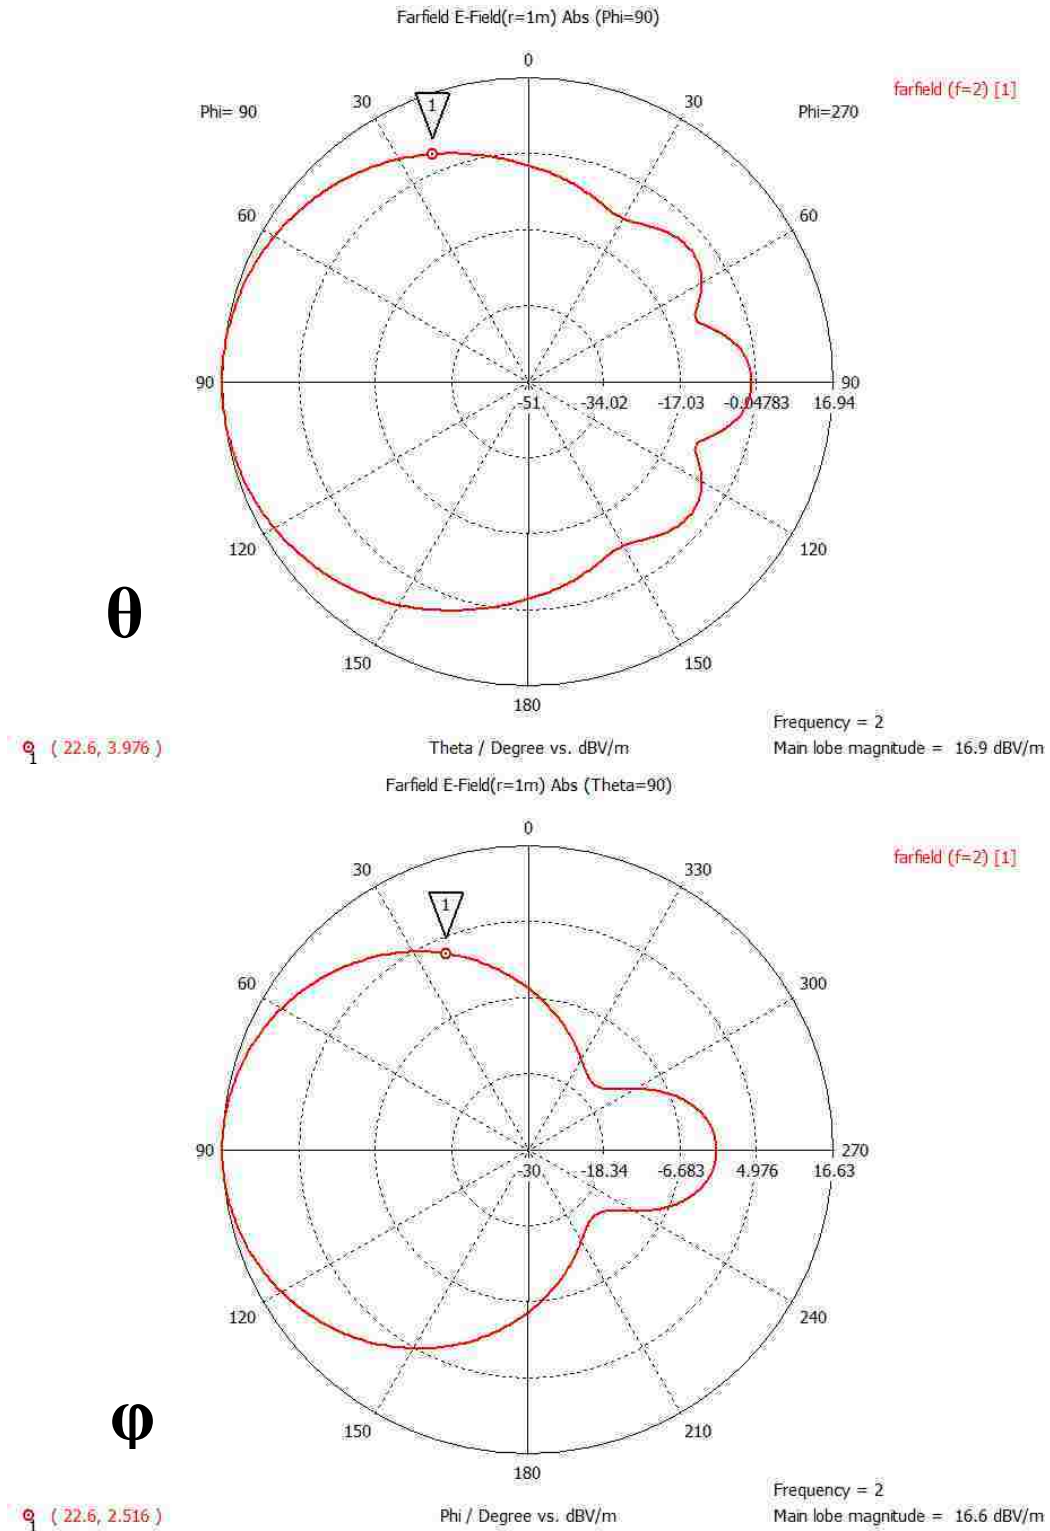 Farfield E-Field(r=1m) Abs (Phi=90)
0
farfield (f=2) [1]
Phi= 90
30
1
30
Phi=270
60
60
90
-51.
-34.02
-17.03
-0.04783
16.94
90
120
120
θ
150
150
180
Frequency = 2
1 ( 22.6, 3.976 )
Theta / Degree vs. dBV/m
Main lobe magnitude = 16.9 dBV/m
Farfield E-Field(r=1m) Abs (Theta=90)
0
farfield (f=2) [1]
30
1
330
60
300
90
-30
-18.34
-6.683
4.976
16.63
270
120
240
φ
150
210
180
Frequency = 2
1 ( 22.6, 2.516 )
Phi / Degree vs. dBV/m
Main lobe magnitude = 16.6 dBV/m